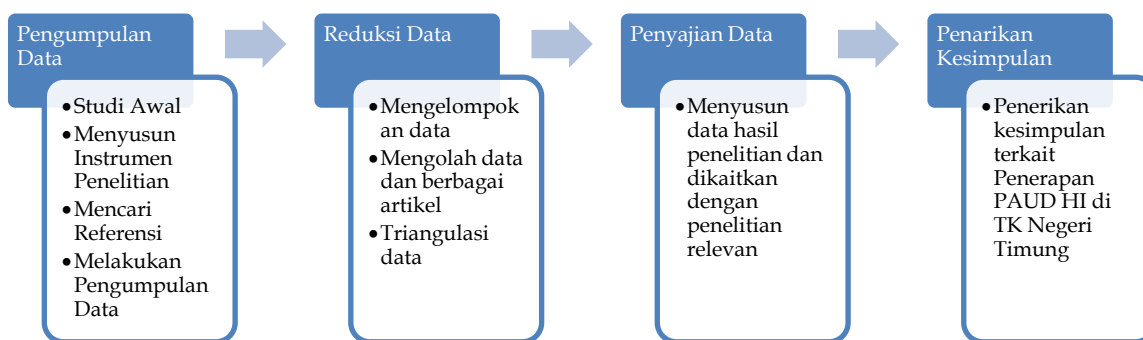 Pengumpulan
Data
•Studi Awal
•Menyusun
Instrumen
Penelitian
•Mencari
Referensi
•Melakukan
Pengumpulan
Data
Reduksi Data
•Mengelompok
an data
•Mengolah data
dan berbagai
artikel
•Triangulasi
data
Penyajian Data
•Menyusun
data hasil
penelitian dan
dikaitkan
dengan
penelitian
relevan
Penarikan
Kesimpulan
•Penerikan
kesimpulan
terkait
Penerapan
PAUD HI di
TK Negeri
Timung